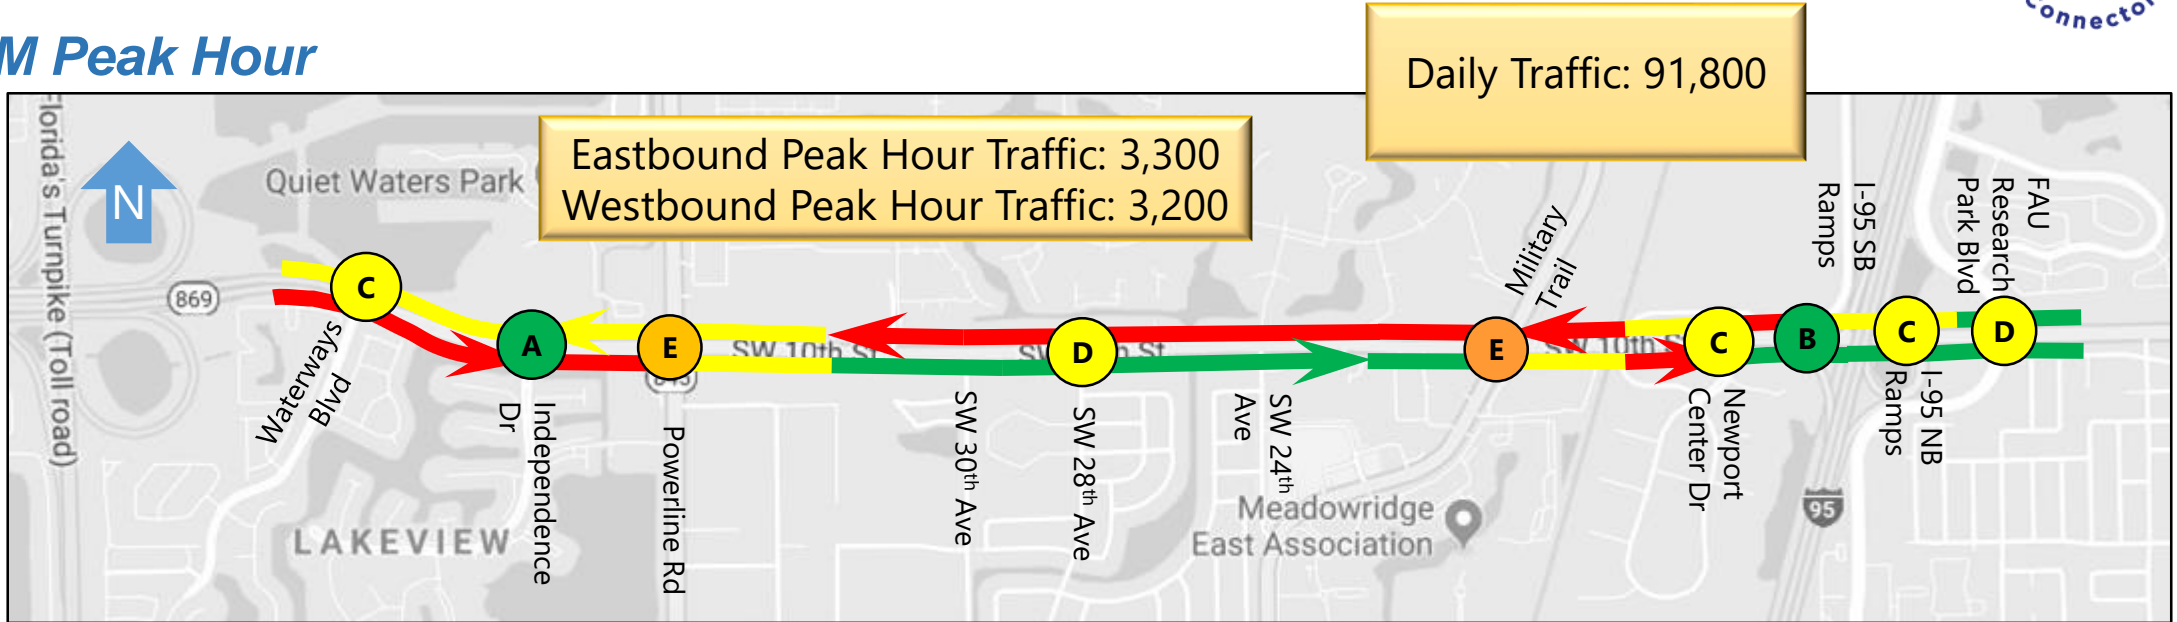 Connector
M Peak Hour
Daily Traffic: 91,800
Eastbound Peak Hour Traffic: 3,300
Westbound Peak Hour Traffic: 3,200
N
Florida's Turnpike (Toll road)
Quiet Waters Park
869
C
Waterways
Blvd
A
Independence
Dr
E
Powerline Rd
SW 10th St
SW 30th Ave
D
SW 28th Ave
SW 24th
Ave
Military
Trail
E
SW 10th S
C
Newport
Center Dr
B
I-95 SB
Ramps
C
I-95 NB
Ramps
D
FAU
Research
Park Blvd
95
LAKEVIEW
Meadowridge
East Association